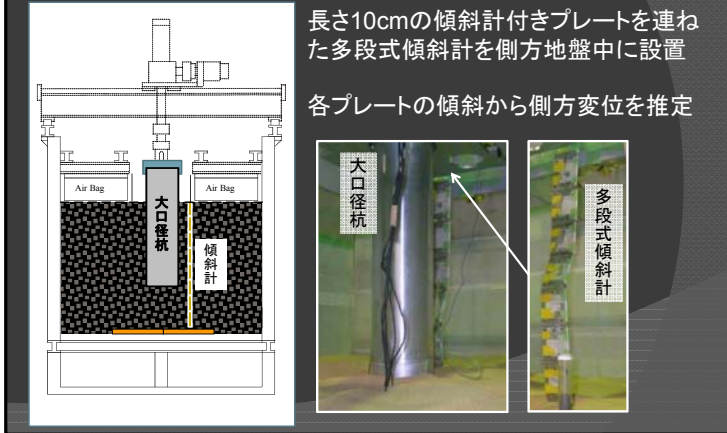 長さ10cmの傾斜計付きプレートを連ね
た多段式傾斜計を側方地盤中に設置
各プレートの傾斜から側方変位を推定
Air Bag
Air Bag
大口径杭
傾斜計
大口径杭
多段式傾斜計